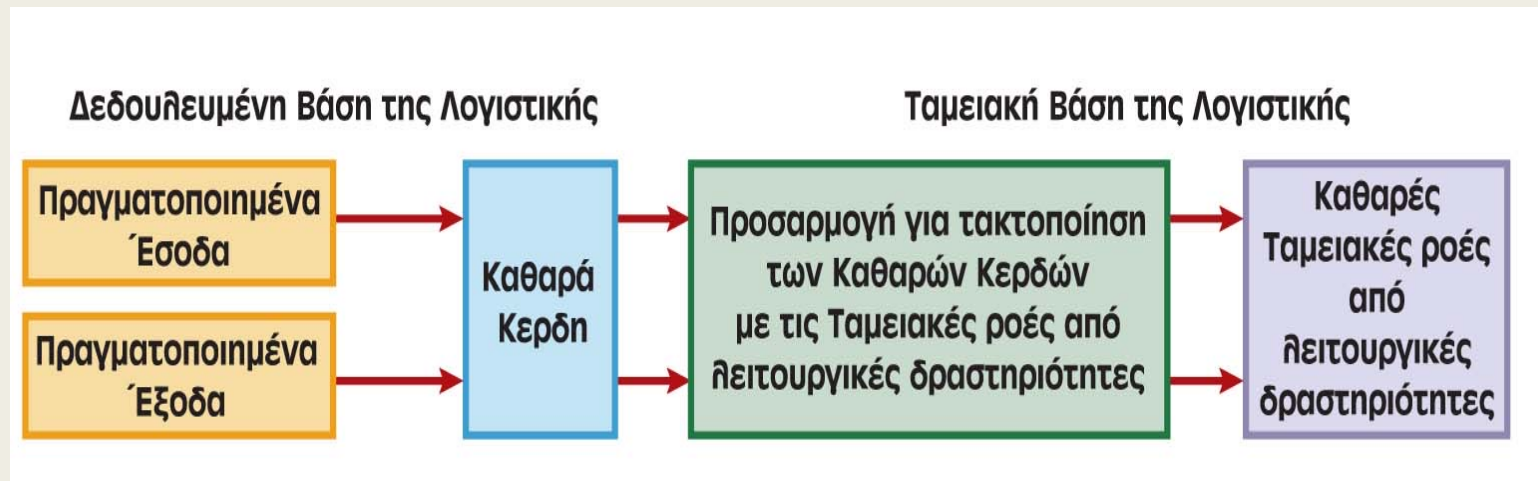 Δεδουλευμένη Βάση της Λογιστικής
Ταμειακή Βάση της Λογιστικής
Πραγματοποιημένα
Έσοδα
Πραγματοποιημένα
Έξοδα
Καθαρά
Κερδη
Προσαρμογή για τακτοποίηση
των Καθαρών Κερδών
με τις Ταμειακές ροές από
λειτουργικές δραστηριότητες
Καθαρές
Ταμειακές ροές
από
λειτουργικές
δραστηριότητες